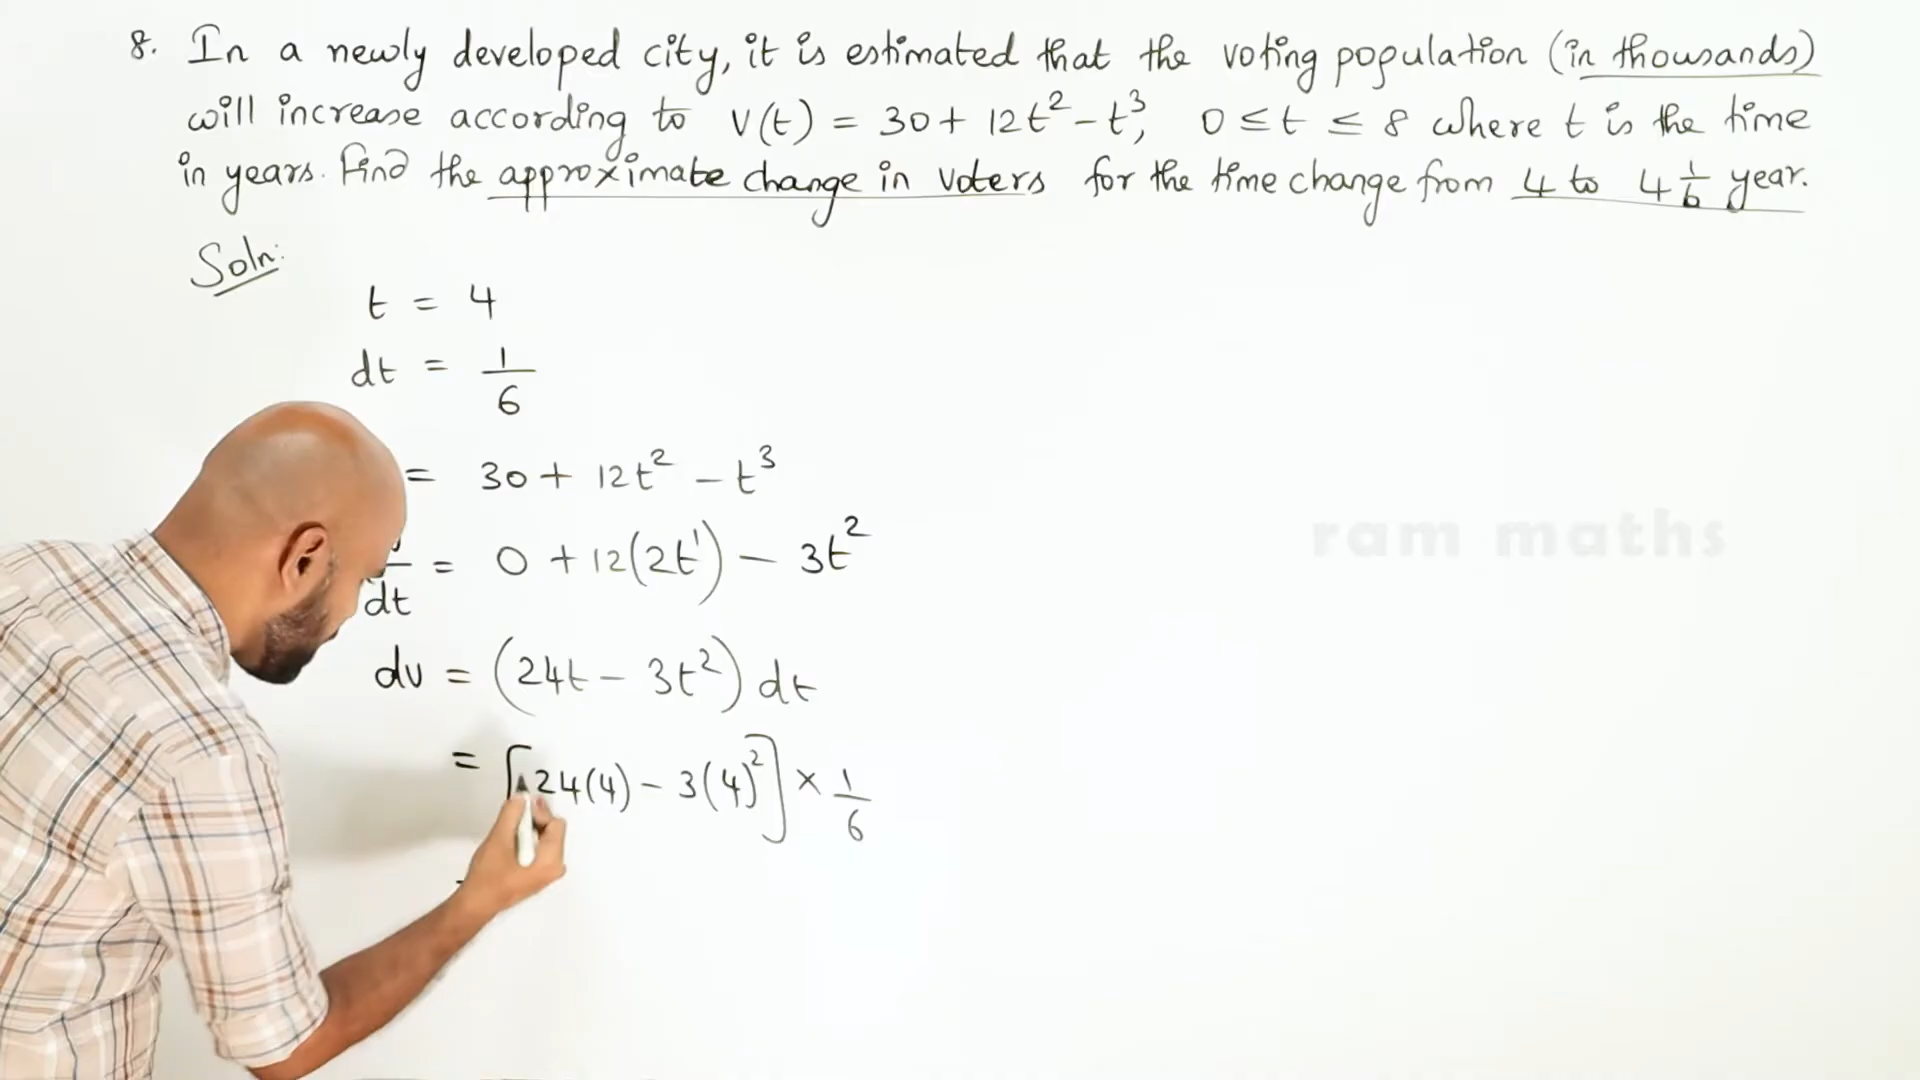 8. In a newly developed city, it is estimated that the voting population (in thousands)
will increase according to V(t) = 30 + 12t² - t³, 0 ≤ t ≤ 8 where t is the time
in years. Find the approximate change in voters for the time change from 4 to 4 1/6 year.
Soln:
t = 4
dt = 1/6
= 30 + 12t² - t³
dt = 0 + 12(2t¹) - 3t²
dv = (24t - 3t²) dt
= [24(4) - 3(4)²] × 1/6
ram maths